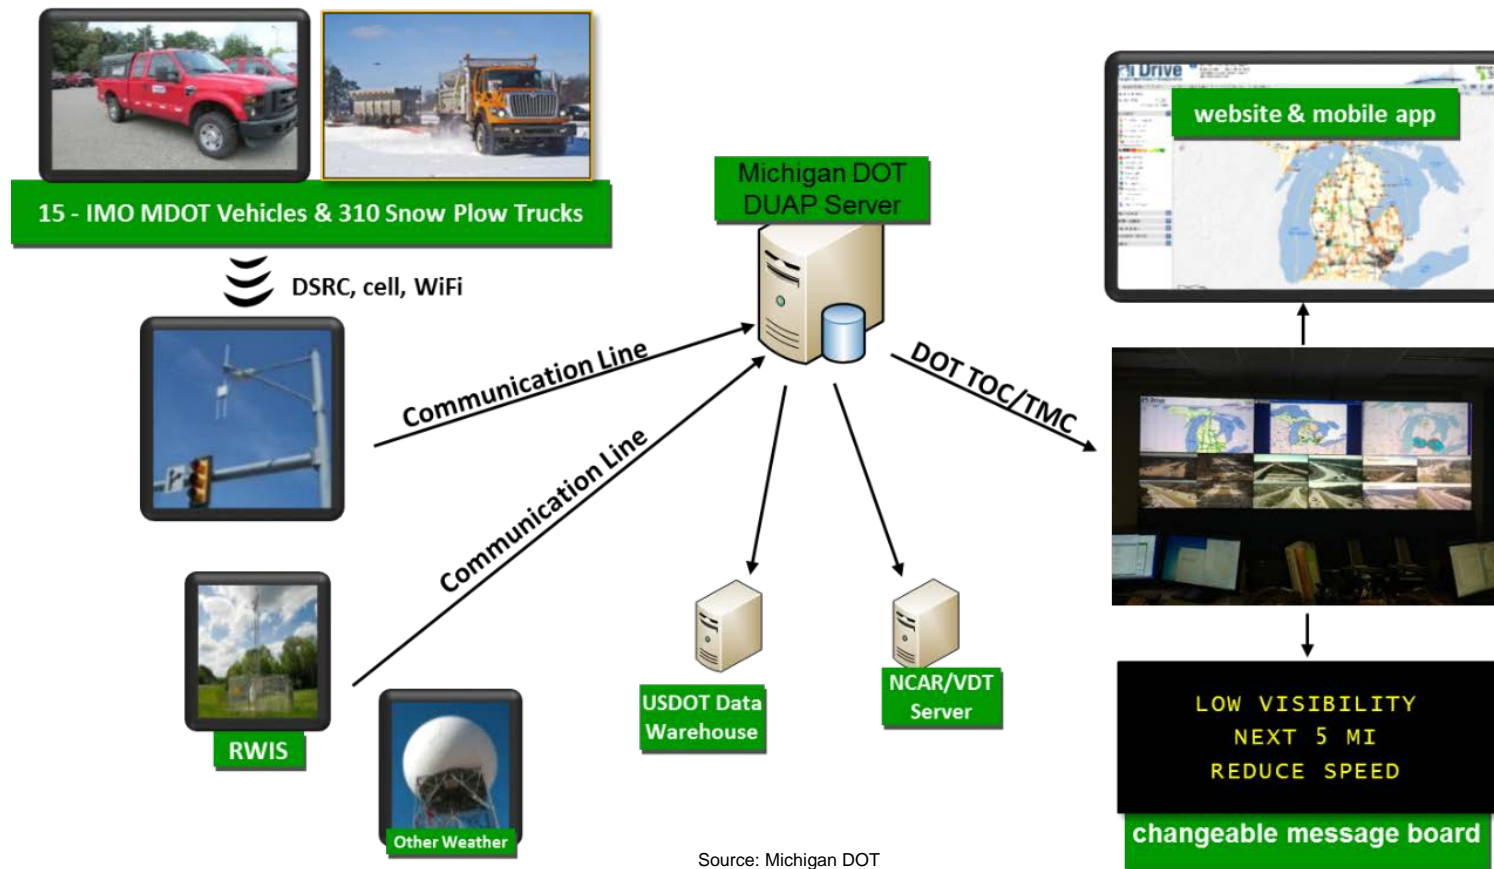 i Drive
website & mobile app
Michigan DOT
DUAP Server
15 - IMO MDOT Vehicles & 310 Snow Plow Trucks
DSRC, cell, WiFi
Communication Line
Communication Line
DOT TOC/TMC
i Drive
USDOT Data
Warehouse
NCAR/VDT
Server
RWIS
Other Weather
LOW VISIBILITY
NEXT 5 MI
REDUCE SPEED
changeable message board
Source: Michigan DOT